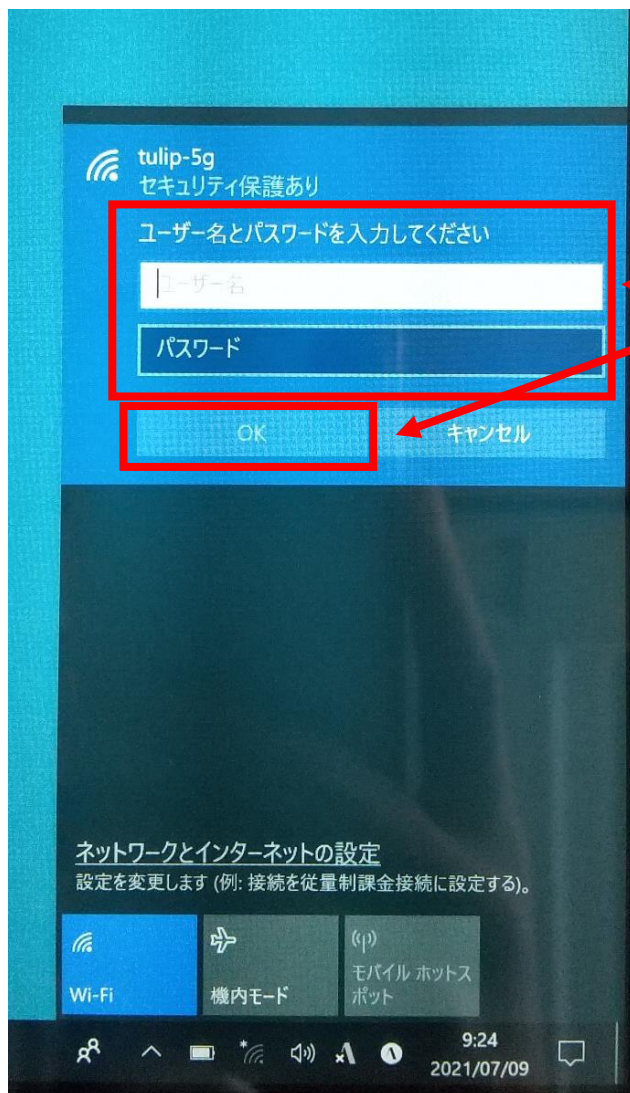 tulip-5g
セキュリティ保護あり
ユーザー名とパスワードを入力してください
ユーザー名
パスワード
OK キャンセル
ネットワークとインターネットの設定
設定を変更します (例: 接続を従量制課金接続に設定する)。
Wi-Fi
機内モード
モバイル ホットス
ポット
9:24
2021/07/09